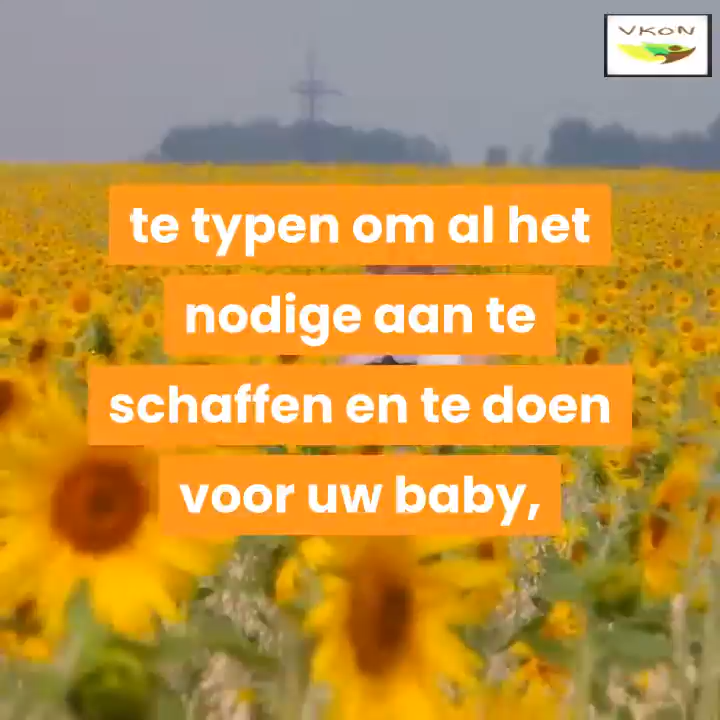 VKON
te typen om al het
nodige aan te
schaffen en te doen
voor uw baby,